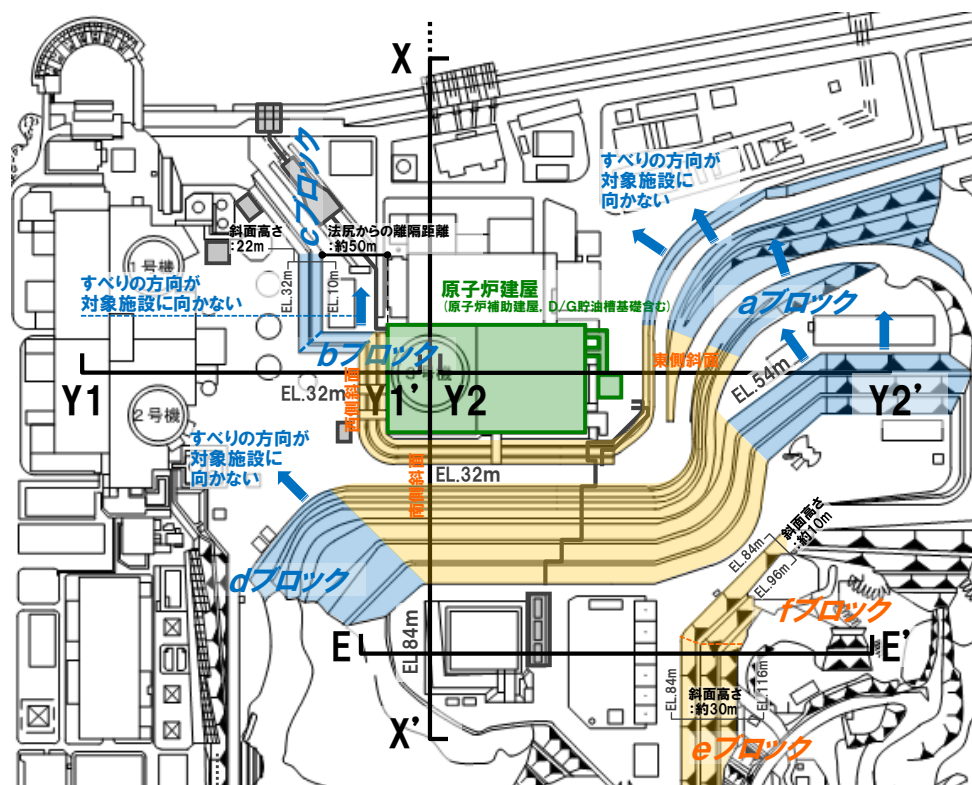 X
cブロック
斜面高さ
:22m
法尻からの離隔距離
:約50m
すべりの方向が
対象施設に
向かない
1号機
EL.32m
EL.10m
すべりの方向が
対象施設に向かない
原子炉建屋
(原子炉補助建屋, D/G貯油槽基礎含む)
aブロック
bブロック
3号機
東側斜面
EL.54m
Y1
EL.32m
西側斜面
Y1'
Y2
Y2'
2号機
すべりの方向が
対象施設に
向かない
南側斜面
EL.32m
斜面高さ
:約10m
EL.84m
EL.96m
dブロック
fブロック
EL.84m
E
E'
EL.84m
斜面高さ
:約30m
EL.116m
X'
eブロック